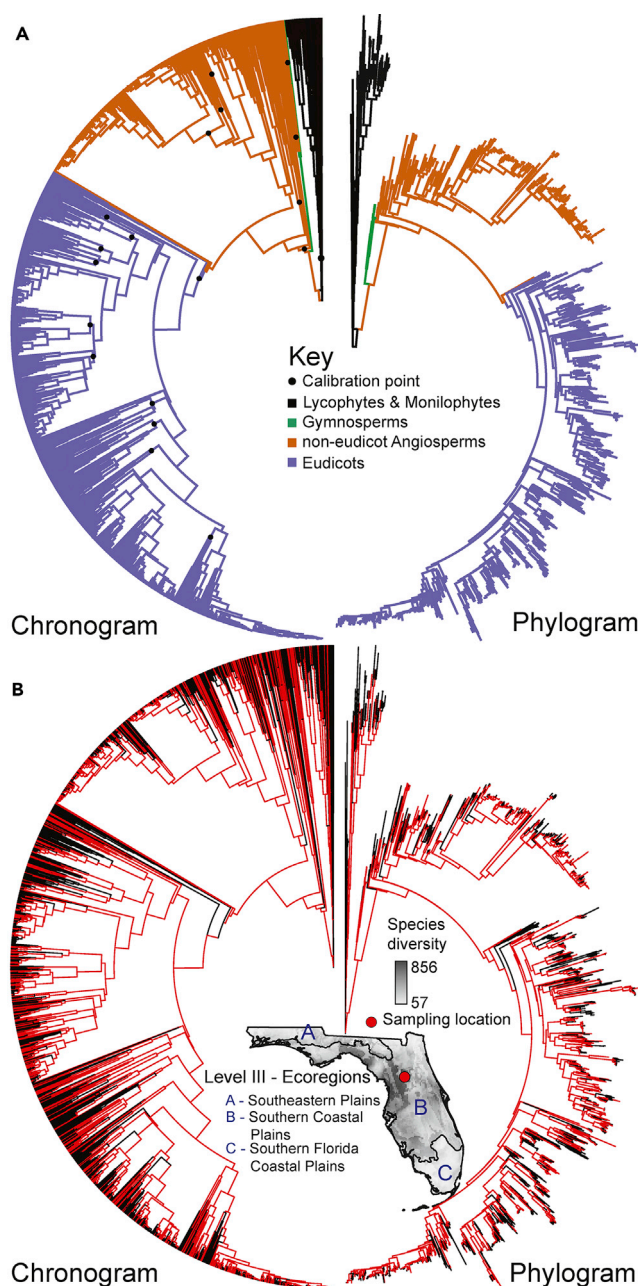 A
Key
Calibration point
Lycophytes & Monilophytes
Gymnosperms
non-eudicot Angiosperms
Eudicots
Chronogram
Phylogram
B
Species
diversity
856
57
Sampling location
A
Level III - Ecoregions
A - Southeastern Plains
B - Southern Coastal
Plains
C - Southern Florida
Coastal Plains
B
C
Chronogram
Phylogram